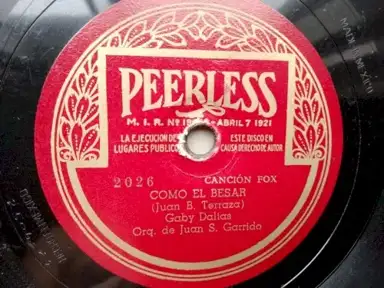 PEERLESS
M. I. R. Nº 19 ABRIL 7 1921
LA EJECUCION DE ESTE DISCO EN
LUGARES PUBLICO CAUSA DERECHO DE AUTOR
2026 CANCIÓN FOX
COMO EL BESAR
(Juan B. Terraza)
Gaby Dalias
Orq. de Juan S. Garrido